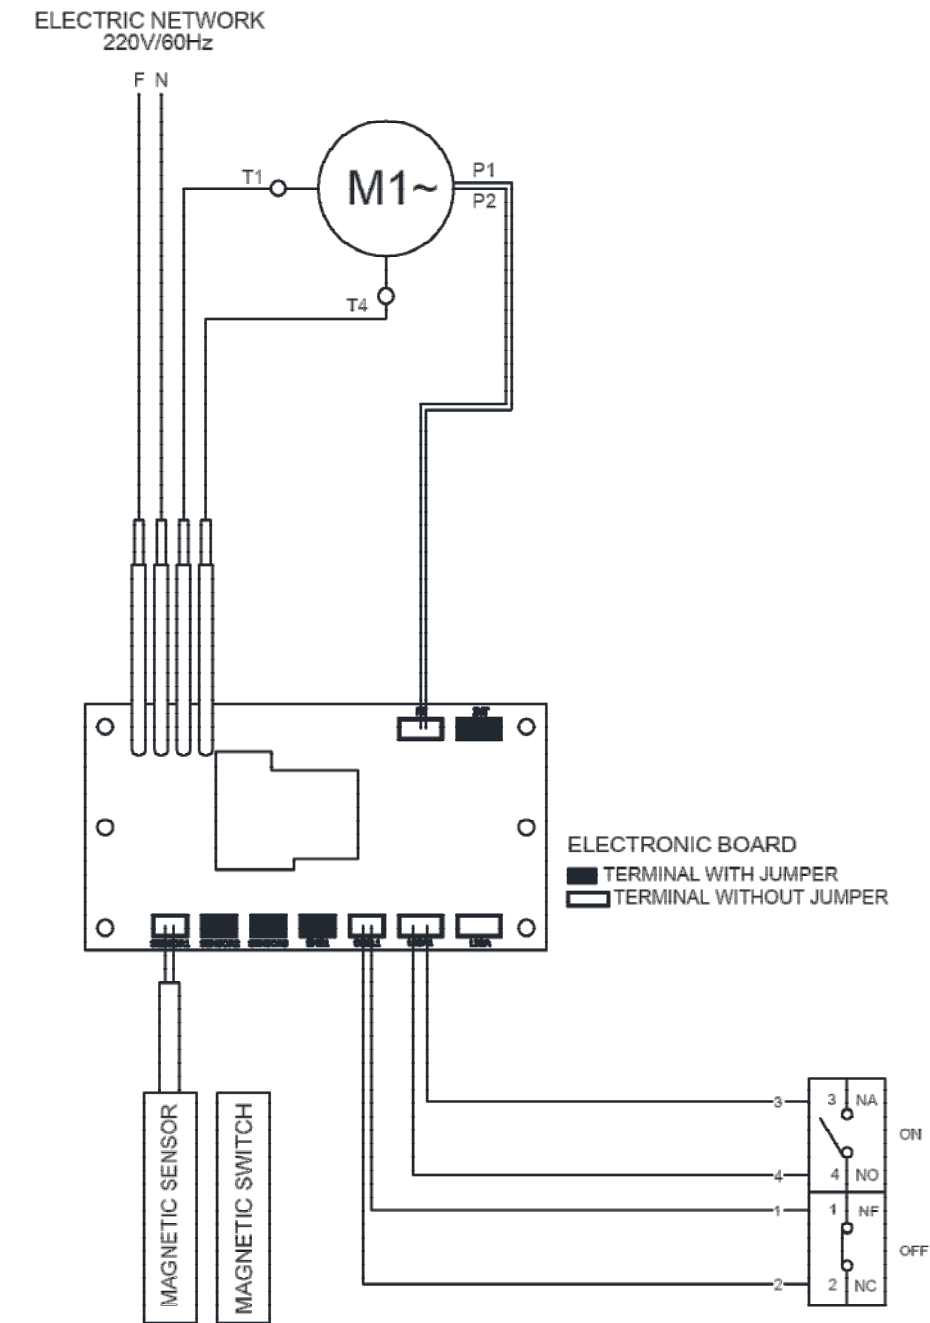 ELECTRIC NETWORK
220V/60Hz
F N
T1
M1~
P1
P2
T4
ELECTRONIC BOARD
TERMINAL WITH JUMPER
TERMINAL WITHOUT JUMPER
MAGNETIC SENSOR
MAGNETIC SWITCH
3 3 NA
ON
4 4 NO
1 1 NF
OFF
2 2 NC